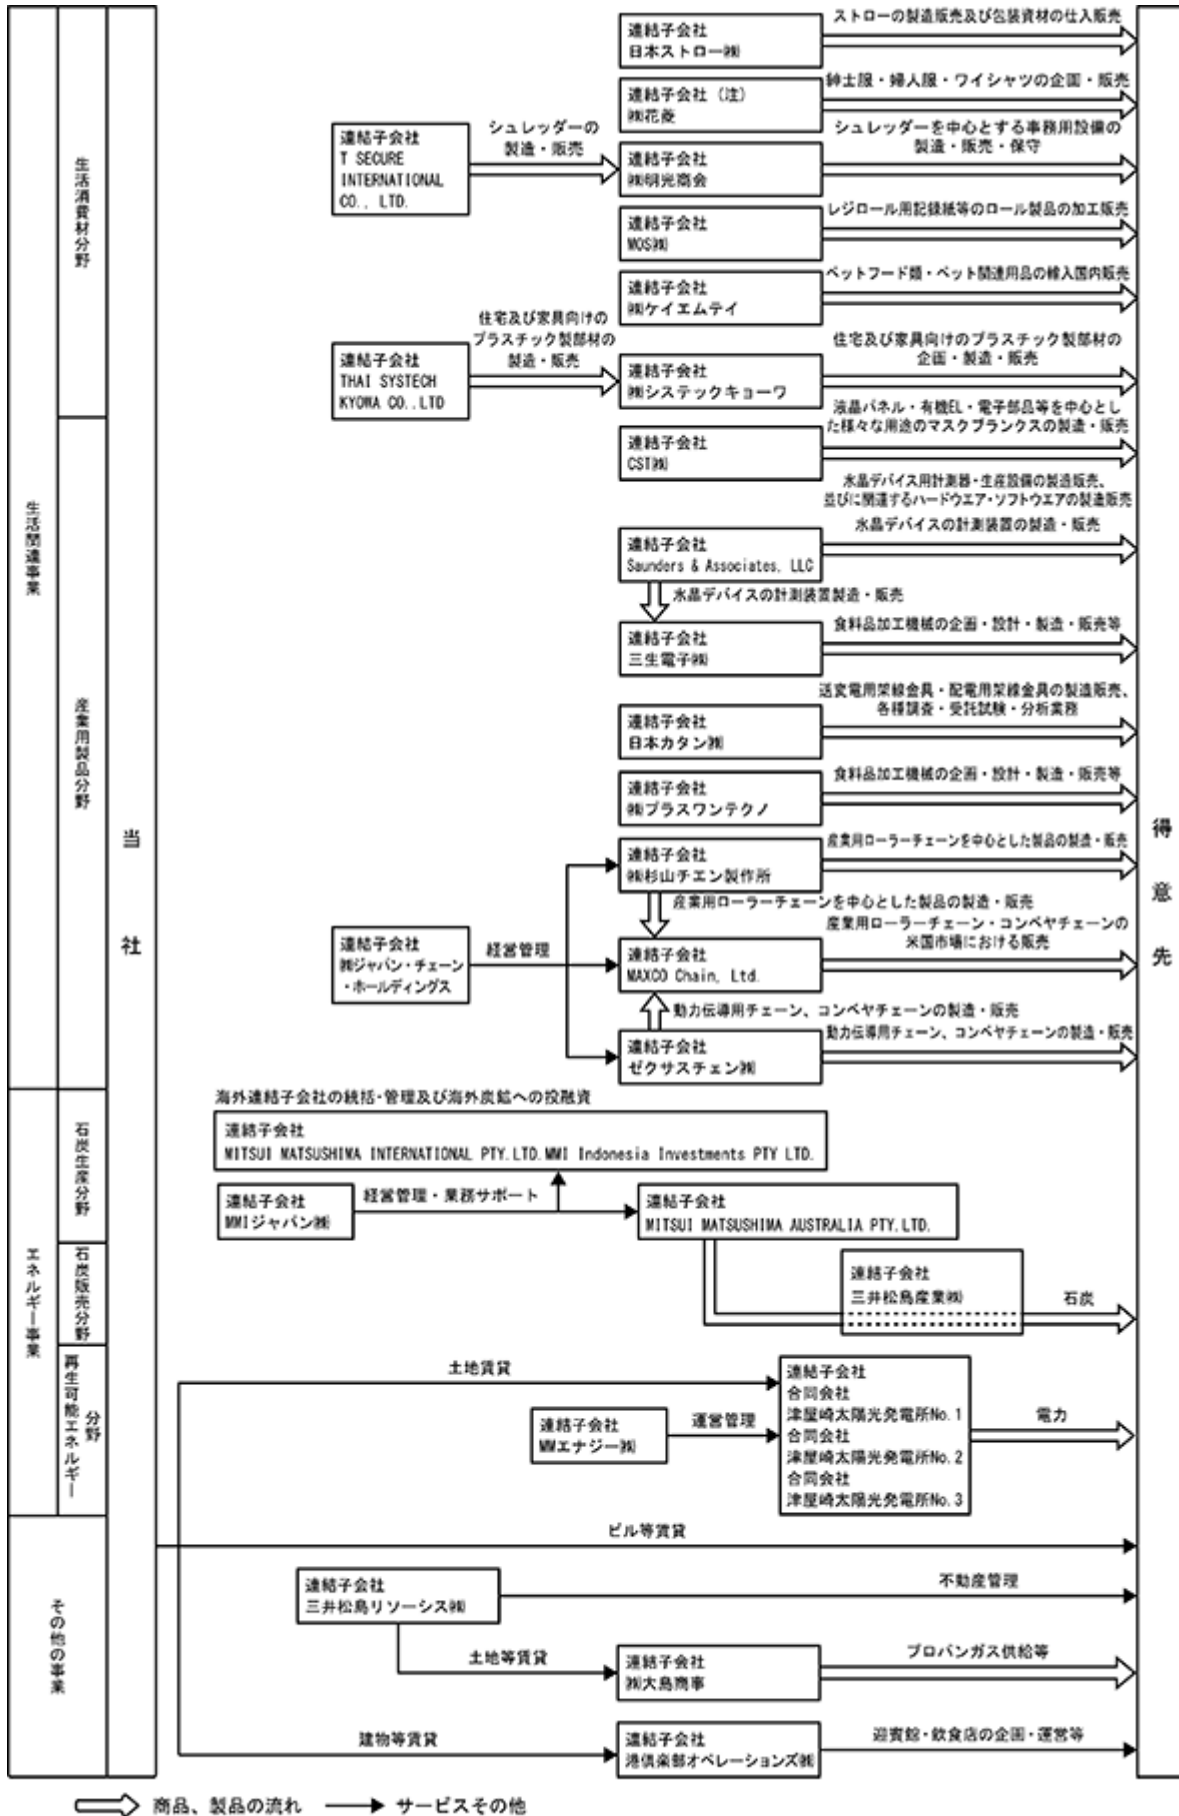 連結子会社
日本ストロー㈱
ストローの製造販売及び包装資材の仕入販売
連結子会社（注）
㈱花菱
紳士服・婦人服・ワイシャツの企画・販売
連結子会社
T SECURE
INTERNATIONAL
CO., LTD.
シュレッダーの
製造・販売
連結子会社
㈱明光商会
シュレッダーを中心とする事務用設備の
製造・販売・保守
連結子会社
MOS㈱
レジロール用記録紙等のロール製品の加工販売
連結子会社
㈱ケイエムテイ
ペットフード類・ペット関連用品の輸入国内販売
連結子会社
THAI SYSTECH
KYOWA CO.,LTD
住宅及び家具向けの
プラスチック製部材の
製造・販売
連結子会社
㈱システックキョーワ
住宅及び家具向けのプラスチック製部材の
企画・製造・販売
連結子会社
CST㈱
液晶パネル・有機EL・電子部品等を中心とし
た様々な用途のマスクブランクスの製造・販売
水晶デバイス用計測器・生産設備の製造販売、
並びに関連するハードウエア・ソフトウエアの製造販売
連結子会社
Saunders & Associates, LLC
水晶デバイスの計測装置の製造・販売
水晶デバイスの計測装置製造・販売
連結子会社
三生電子㈱
食料品加工機械の企画・設計・製造・販売等
連結子会社
日本カタン㈱
送変電用架線金具・配電用架線金具の製造販売、
各種調査・受託試験・分析業務
連結子会社
㈱プラスワンテクノ
食料品加工機械の企画・設計・製造・販売等
連結子会社
㈱杉山チエン製作所
産業用ローラーチェーンを中心とした製品の製造・販売
産業用ローラーチェーンを中心とした製品の製造・販売
連結子会社
㈱ジャパン・チェーン
・ホールディングス
経営管理
連結子会社
MAXCO Chain, Ltd.
産業用ローラーチェーン・コンベヤチェーンの
米国市場における販売
動力伝導用チェーン、コンベヤチェーンの製造・販売
連結子会社
ゼクサスチェン㈱
動力伝導用チェーン、コンベヤチェーンの製造・販売
海外連結子会社の統括・管理及び海外炭鉱への投融資
連結子会社
MITSUI MATSUSHIMA INTERNATIONAL PTY.LTD.MMI Indonesia Investments PTY LTD.
連結子会社
MMIジャパン㈱
経営管理・業務サポート
連結子会社
MITSUI MATSUSHIMA AUSTRALIA PTY.LTD.
連結子会社
三井松島産業㈱
石炭
土地賃貸
連結子会社
MMエナジー㈱
運営管理
連結子会社
合同会社
津屋崎太陽光発電所No.1
合同会社
津屋崎太陽光発電所No.2
合同会社
津屋崎太陽光発電所No.3
電力
ビル等賃貸
連結子会社
三井松島リソーシス㈱
不動産管理
土地等賃貸
連結子会社
㈱大島商事
プロパンガス供給等
建物等賃貸
連結子会社
港倶楽部オペレーションズ㈱
迎賓館・飲食店の企画・運営等
生活関連事業
生活消費材分野
産業用製品分野
エネルギー事業
石炭生産分野
石炭販売分野
再生可能エネルギー
分野
その他の事業
当社
得意先
商品、製品の流れ
サービスその他